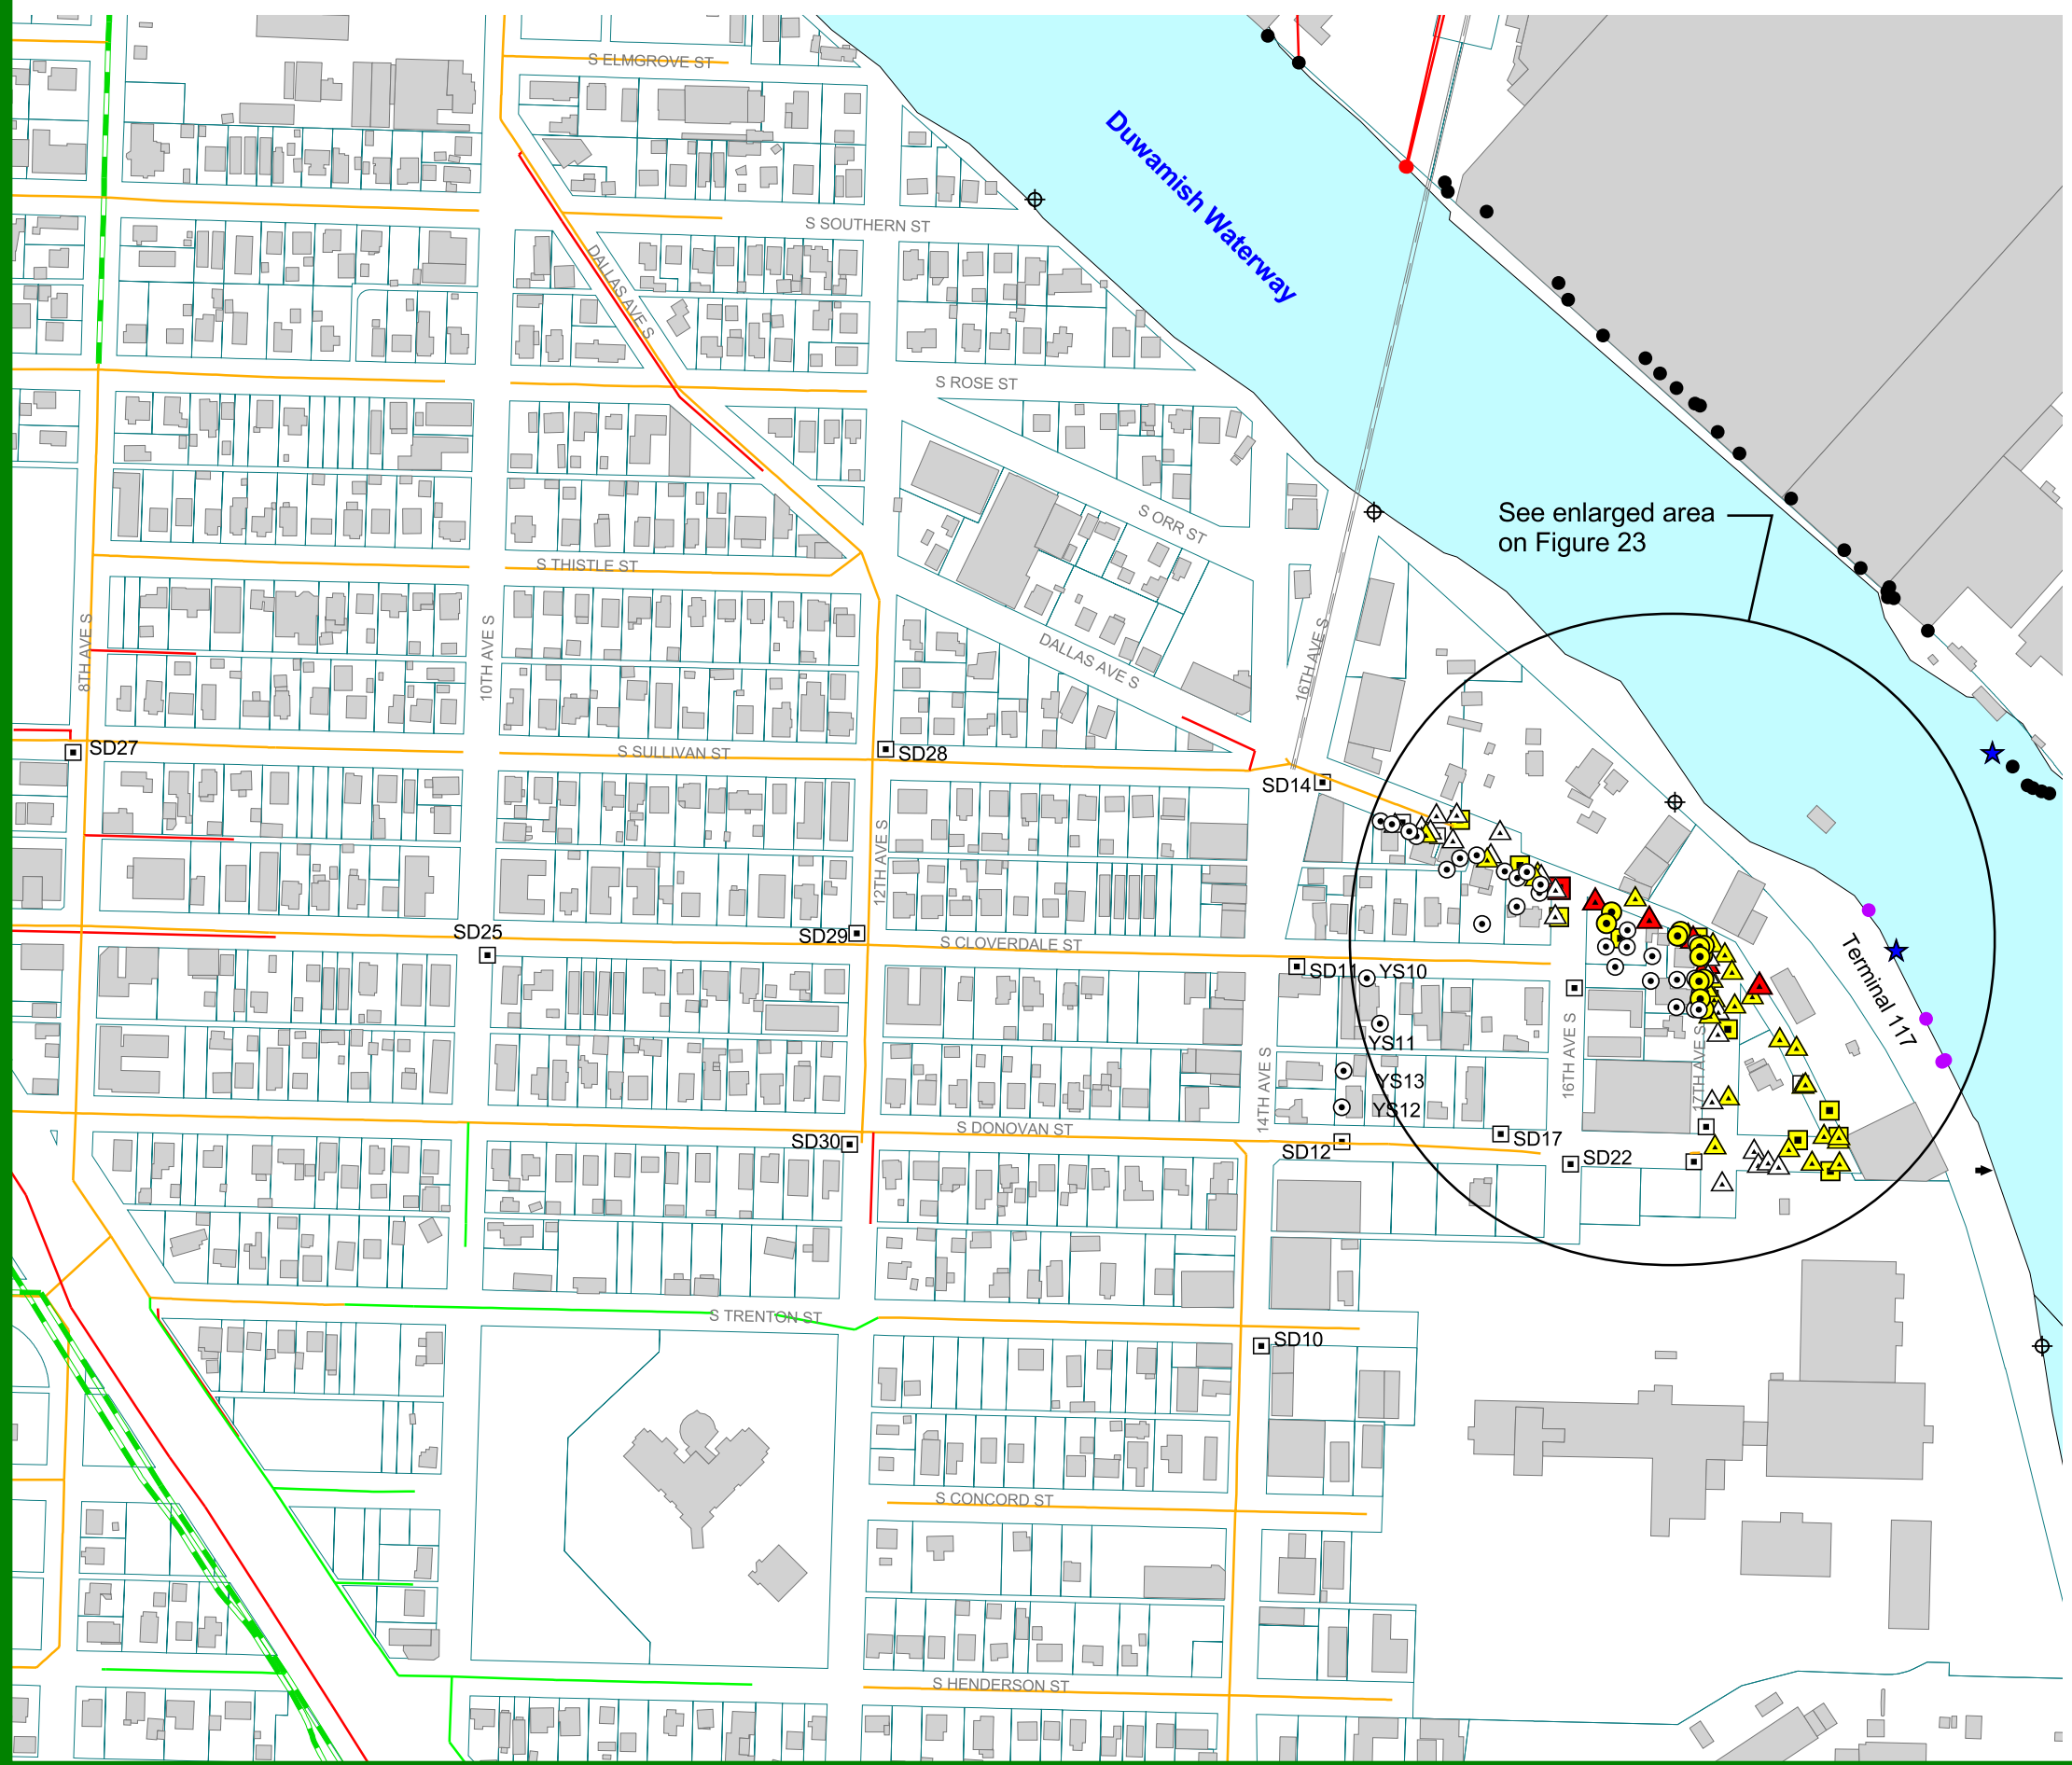 S ELMGROVE ST
Duwamish Waterway
S SOUTHERN ST
DALLAS AVE S
S ROSE ST
See enlarged area
on Figure 23
S ORR ST
S THISTLE ST
8TH AVE S
10TH AVE S
DALLAS AVE S
16TH AVE S
SD27
S SULLIVAN ST
SD28
SD14
12TH AVE S
SD25
SD29
S CLOVERDALE ST
SD11
YS10
Terminal 117
YS11
14TH AVE S
16TH AVE S
17TH AVE S
YS13
YS12
S DONOVAN ST
SD30
SD12
SD17
SD22
S TRENTON ST
SD10
S CONCORD ST
S HENDERSON ST